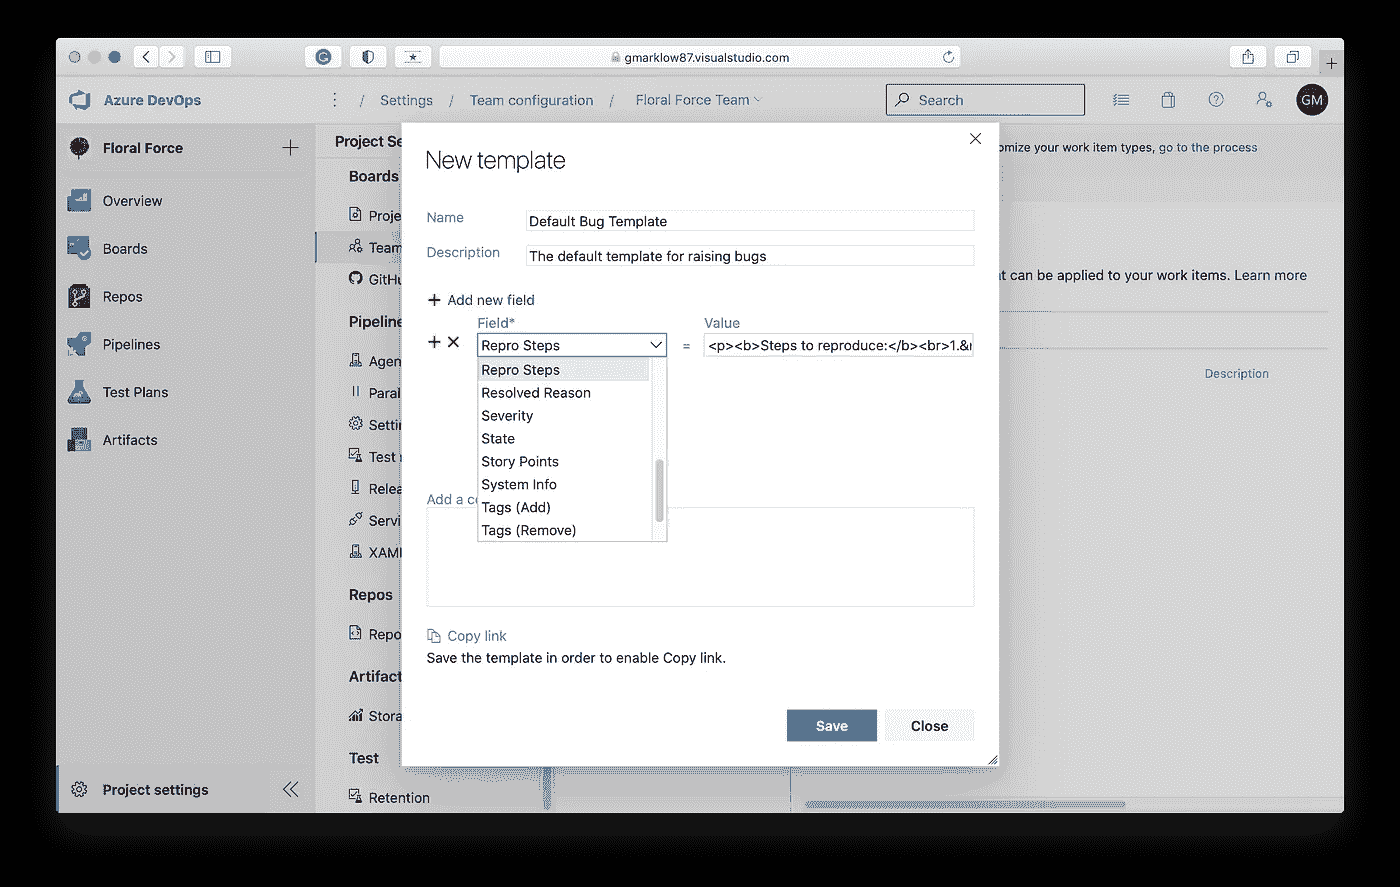 gmarklow87.visualstudio.com
Azure DevOps
/ Settings / Team configuration / Floral Force Team
Search
GM
Floral Force
Overview
Boards
Repos
Pipelines
Test Plans
Artifacts
Project settings
Project Se
Boards
Proje
Team
GitHu
Pipeline
Agen
Paral
Settin
Test
Relea
Servi
XAM
Repos
Repo
Artifact
Stora
Test
Retention
omize your work item types, go to the process
t can be applied to your work items. Learn more
Description
New template
Name
Default Bug Template
Description
The default template for raising bugs
Add new field
Field*
Value
Repro Steps
=
<p><b>Steps to reproduce:</b><br>1.&n
Repro Steps
Resolved Reason
Severity
State
Story Points
System Info
Tags (Add)
Tags (Remove)
Add a co
Copy link
Save the template in order to enable Copy link.
Save
Close